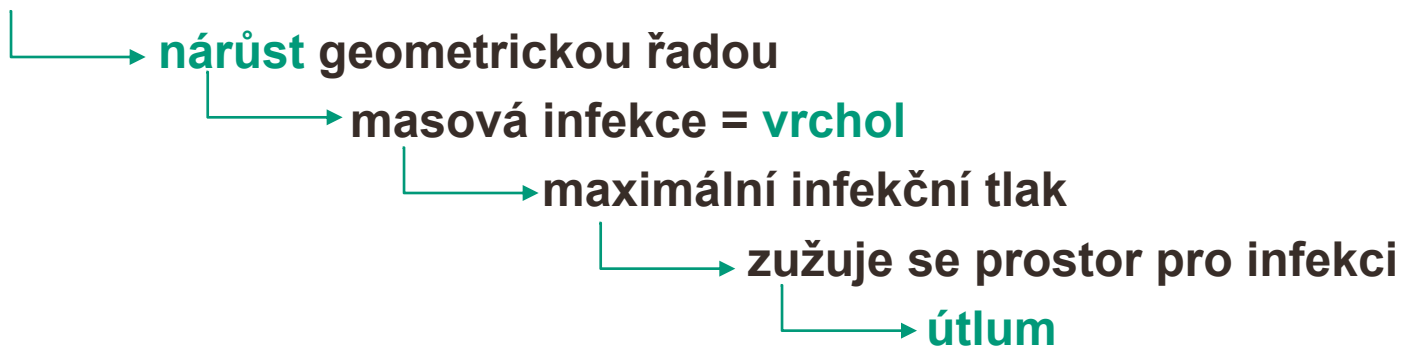 nárůst geometrickou řadou
masová infekce = vrchol
maximální infekční tlak
zužuje se prostor pro infekci
útlum